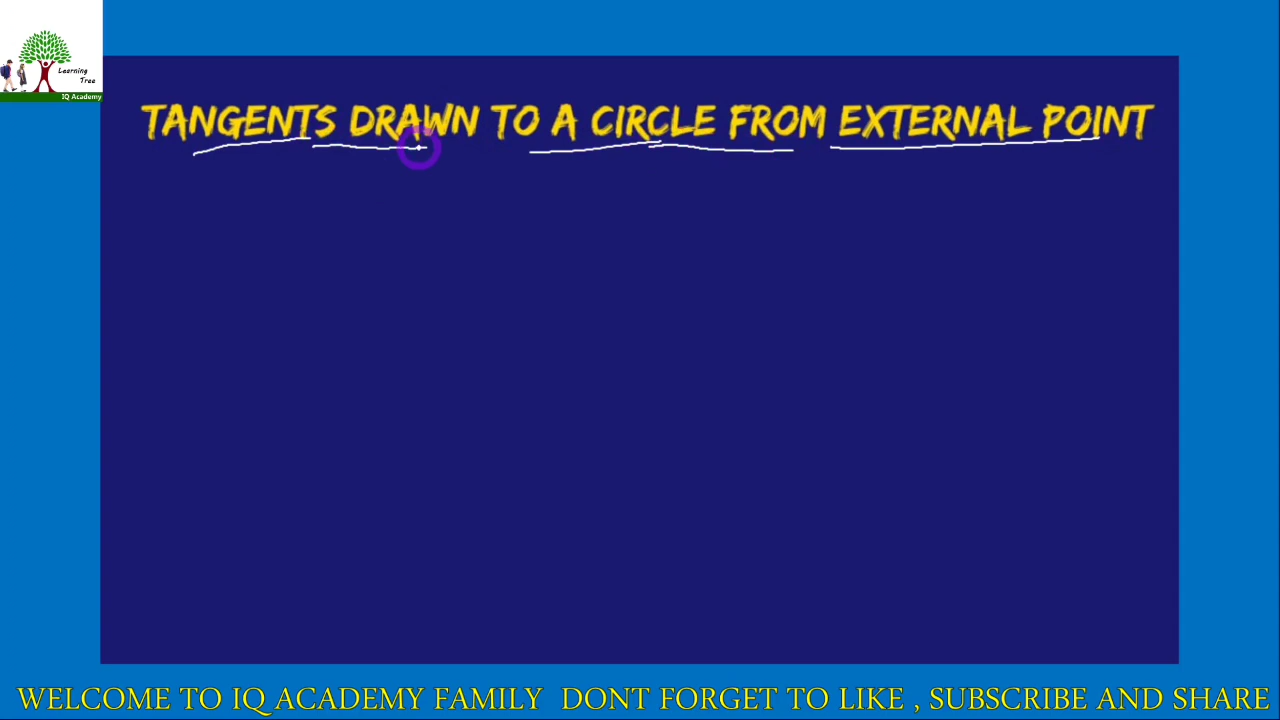 Learning
Tree
IQ Academy
TANGENTS DRAWN TO A CIRCLE FROM EXTERNAL POINT
WELCOME TO IQ ACADEMY FAMILY DONT FORGET TO LIKE , SUBSCRIBE AND SHARE